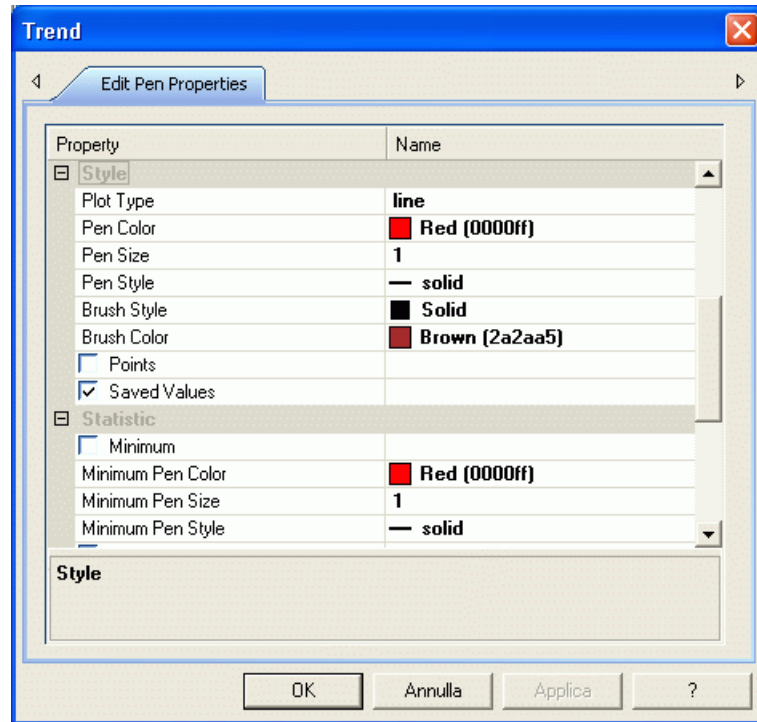 Trend
Edit Pen Properties
Property Name
Style
Plot Type line
Pen Color Red (0000ff)
Pen Size 1
Pen Style solid
Brush Style Solid
Brush Color Brown (2a2aa5)
Points
Saved Values
Statistic
Minimum
Minimum Pen Color Red (0000ff)
Minimum Pen Size 1
Minimum Pen Style solid
Style
OK Annulla Applica ?